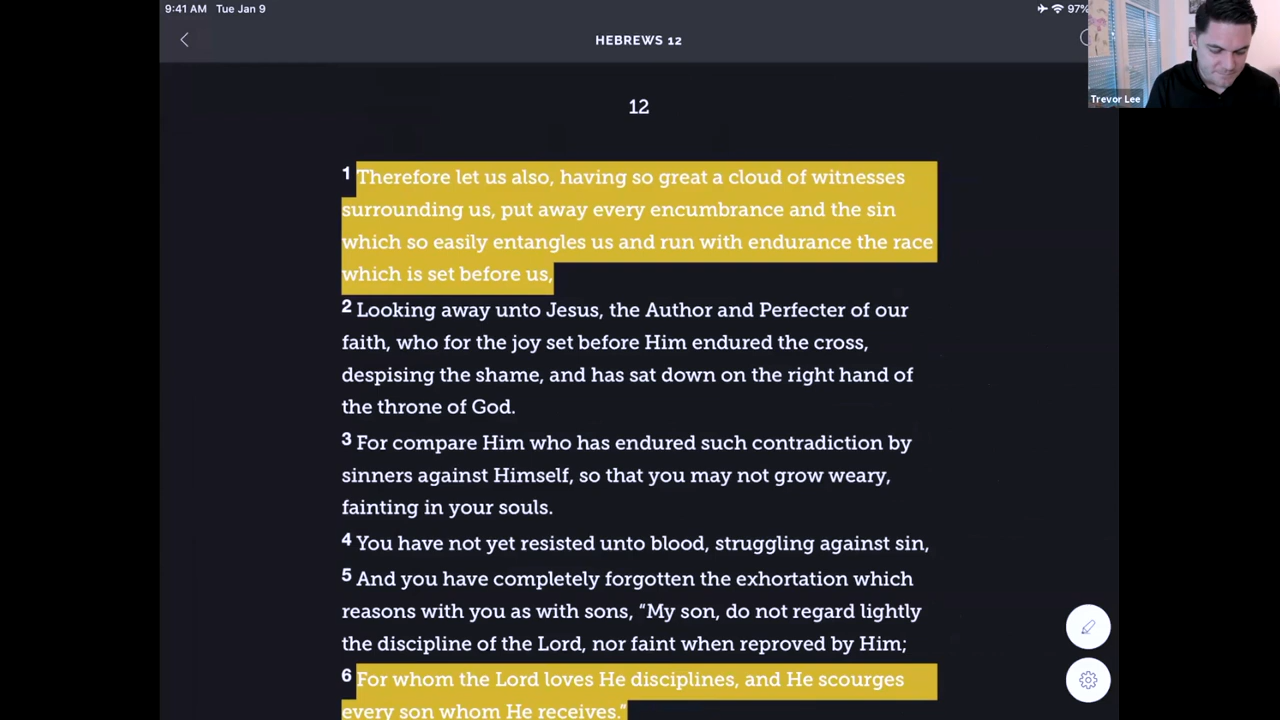 9:41 AM Tue Jan 9
97%
HEBREWS 12
Trevor Lee
12
1 Therefore let us also, having so great a cloud of witnesses
surrounding us, put away every encumbrance and the sin
which so easily entangles us and run with endurance the race
which is set before us,
2 Looking away unto Jesus, the Author and Perfecter of our
faith, who for the joy set before Him endured the cross,
despising the shame, and has sat down on the right hand of
the throne of God.
3 For compare Him who has endured such contradiction by
sinners against Himself, so that you may not grow weary,
fainting in your souls.
4 You have not yet resisted unto blood, struggling against sin,
5 And you have completely forgotten the exhortation which
reasons with you as with sons, “My son, do not regard lightly
the discipline of the Lord, nor faint when reproved by Him;
6 For whom the Lord loves He disciplines, and He scourges
every son whom He receives.”